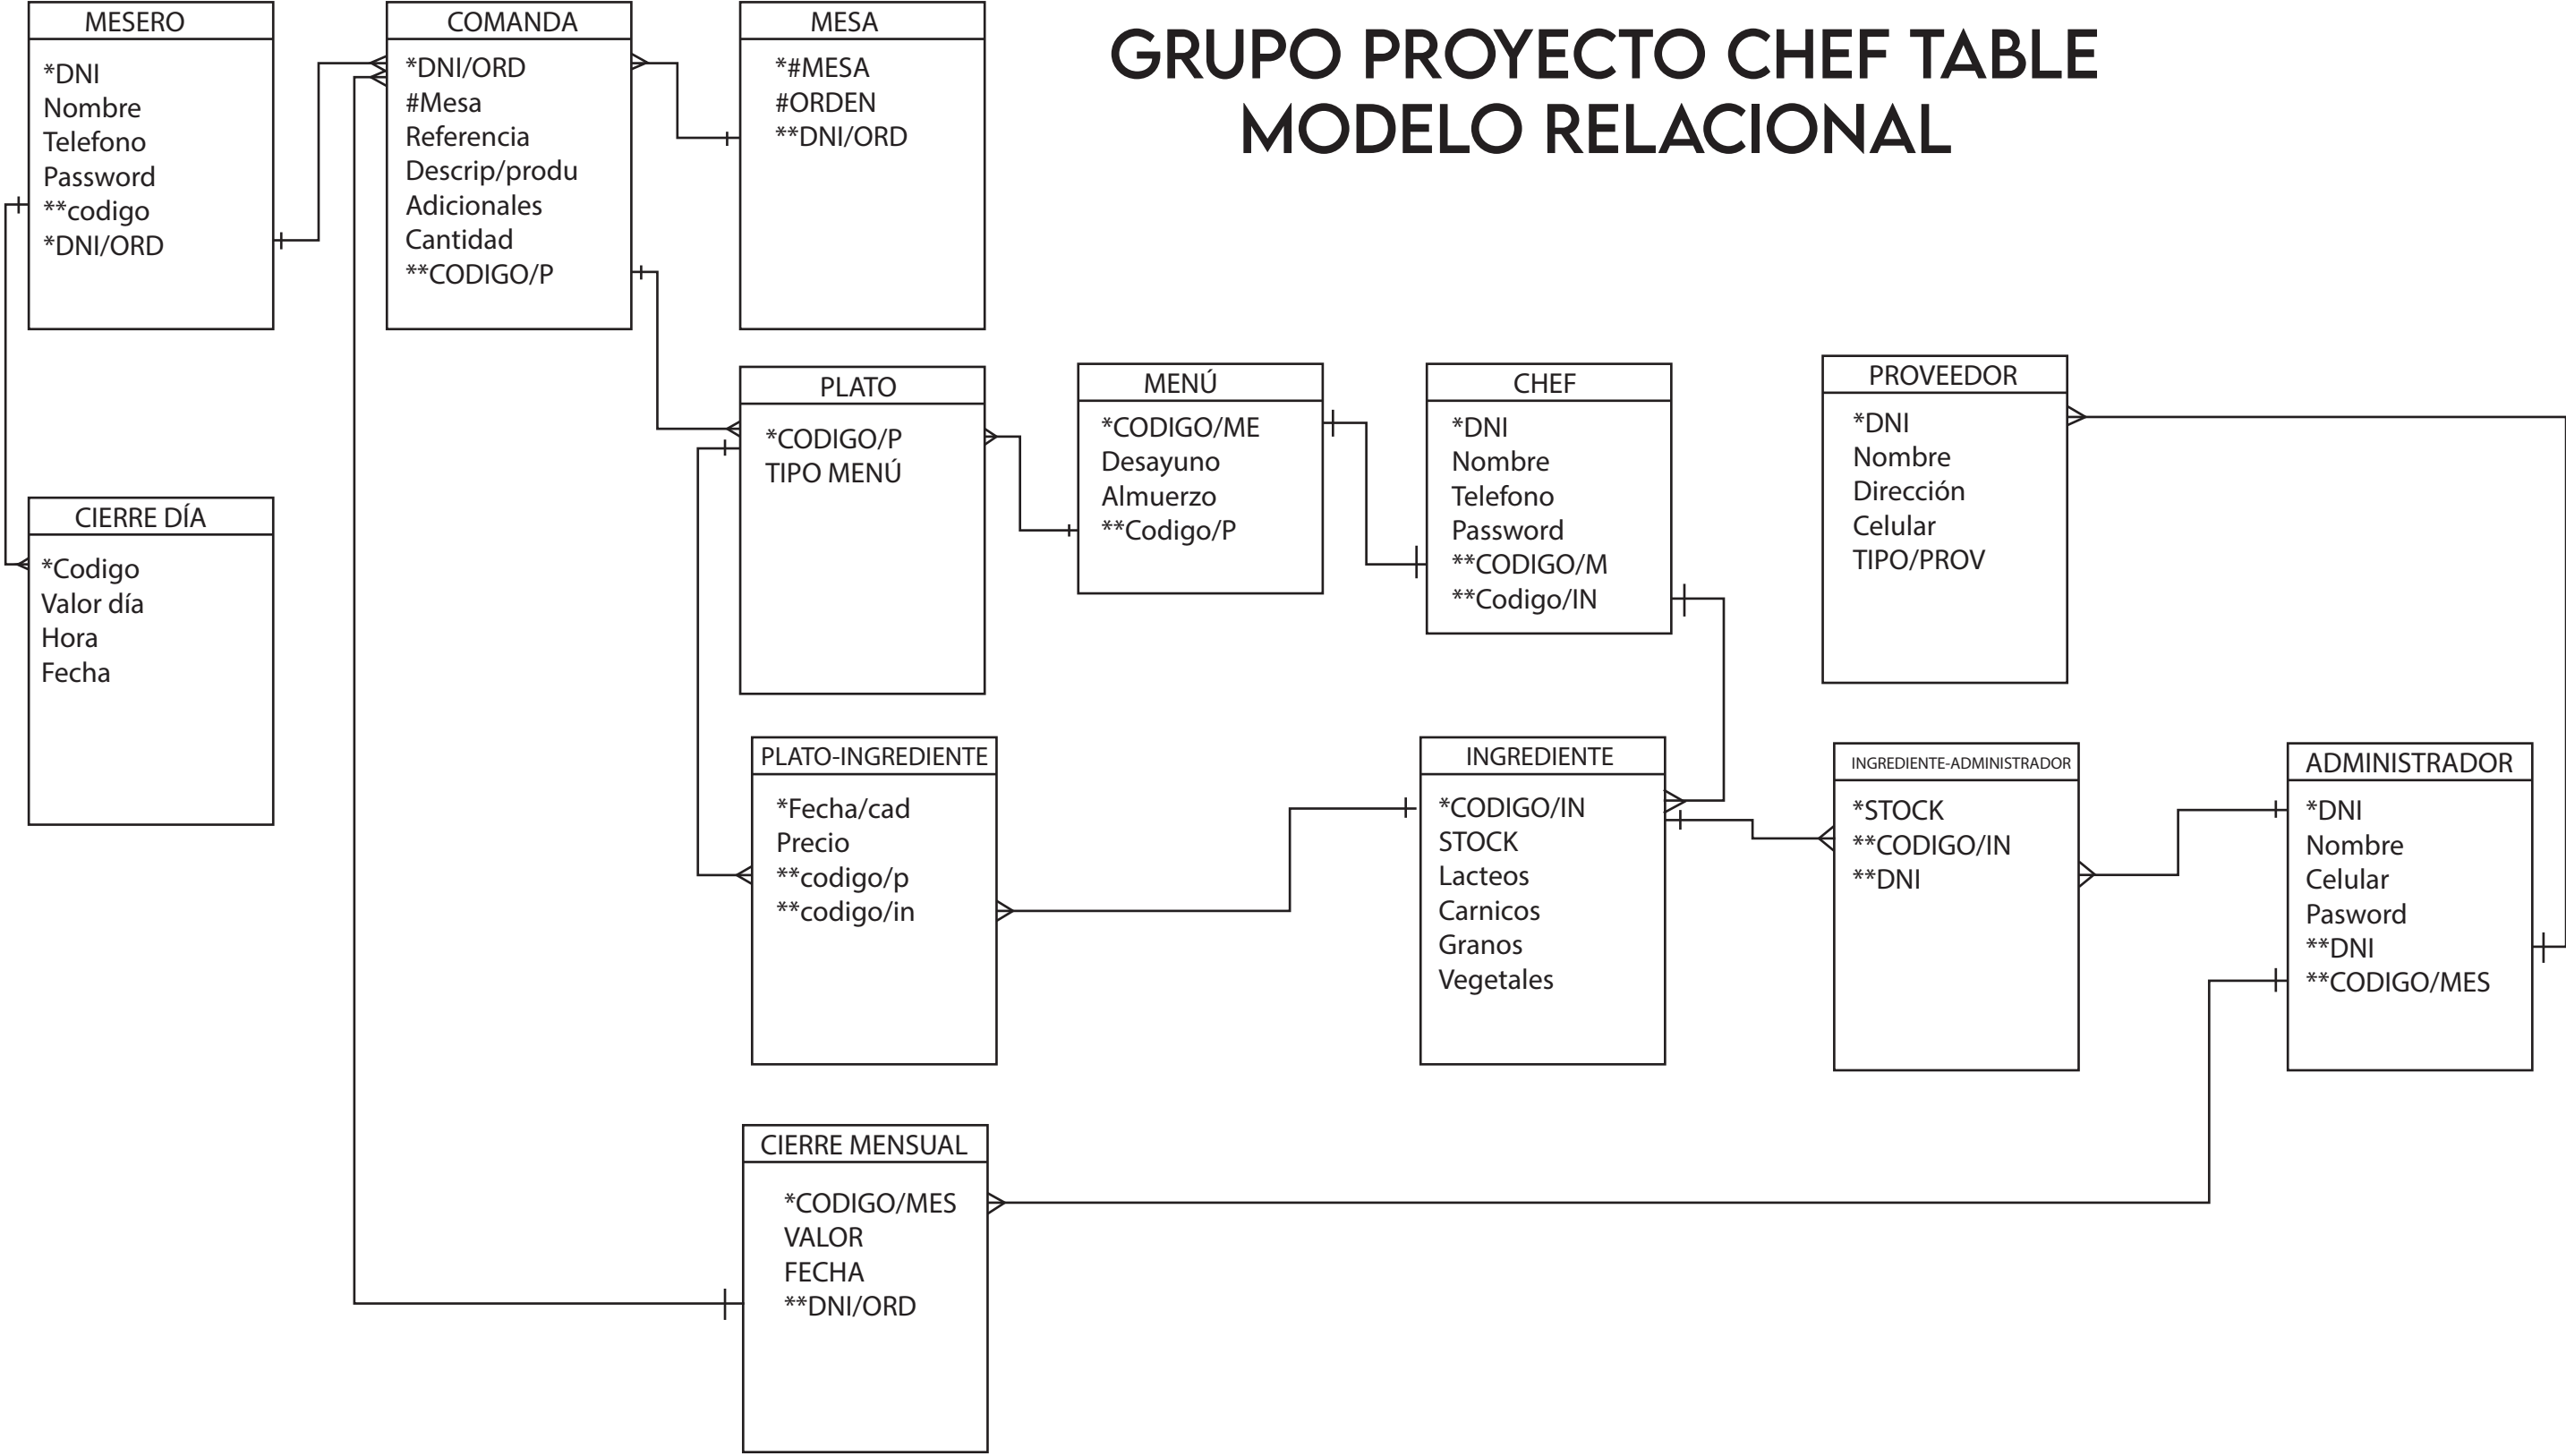 GRUPO PROYECTO CHEF TABLE
MODELO RELACIONAL
MESERO
*DNI
Nombre
Telefono
Password
**codigo
*DNI/ORD
COMANDA
*DNI/ORD
#Mesa
Referencia
Descrip/produ
Adicionales
Cantidad
**CODIGO/P
MESA
*#MESA
#ORDEN
**DNI/ORD
CIERRE DÍA
*Codigo
Valor día
Hora
Fecha
PLATO
*CODIGO/P
TIPO MENÚ
MENÚ
*CODIGO/ME
Desayuno
Almuerzo
**Codigo/P
CHEF
*DNI
Nombre
Telefono
Password
**CODIGO/M
**Codigo/IN
PROVEEDOR
*DNI
Nombre
Dirección
Celular
TIPO/PROV
PLATO-INGREDIENTE
*Fecha/cad
Precio
**codigo/p
**codigo/in
INGREDIENTE
*CODIGO/IN
STOCK
Lacteos
Carnicos
Granos
Vegetales
INGREDIENTE-ADMINISTRADOR
*STOCK
**CODIGO/IN
**DNI
ADMINISTRADOR
*DNI
Nombre
Celular
Pasword
**DNI
**CODIGO/MES
CIERRE MENSUAL
*CODIGO/MES
VALOR
FECHA
**DNI/ORD